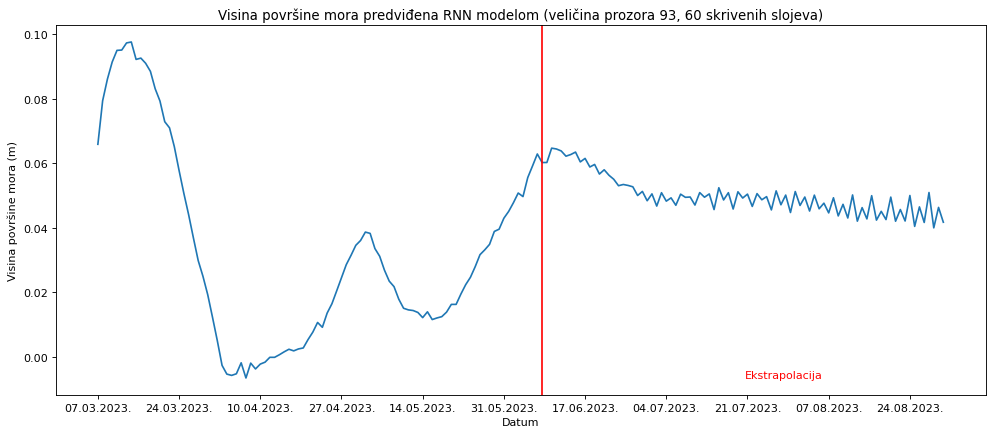 Visina površine mora predviđena RNN modelom (veličina prozora 93, 60 skrivenih slojeva)
0.10
0.08
0.06
0.04
0.02
0.00
Visina površine mora (m)
Ekstrapolacija
07.03.2023. 24.03.2023. 10.04.2023. 27.04.2023. 14.05.2023. 31.05.2023. 17.06.2023. 04.07.2023. 21.07.2023. 07.08.2023. 24.08.2023.
Datum